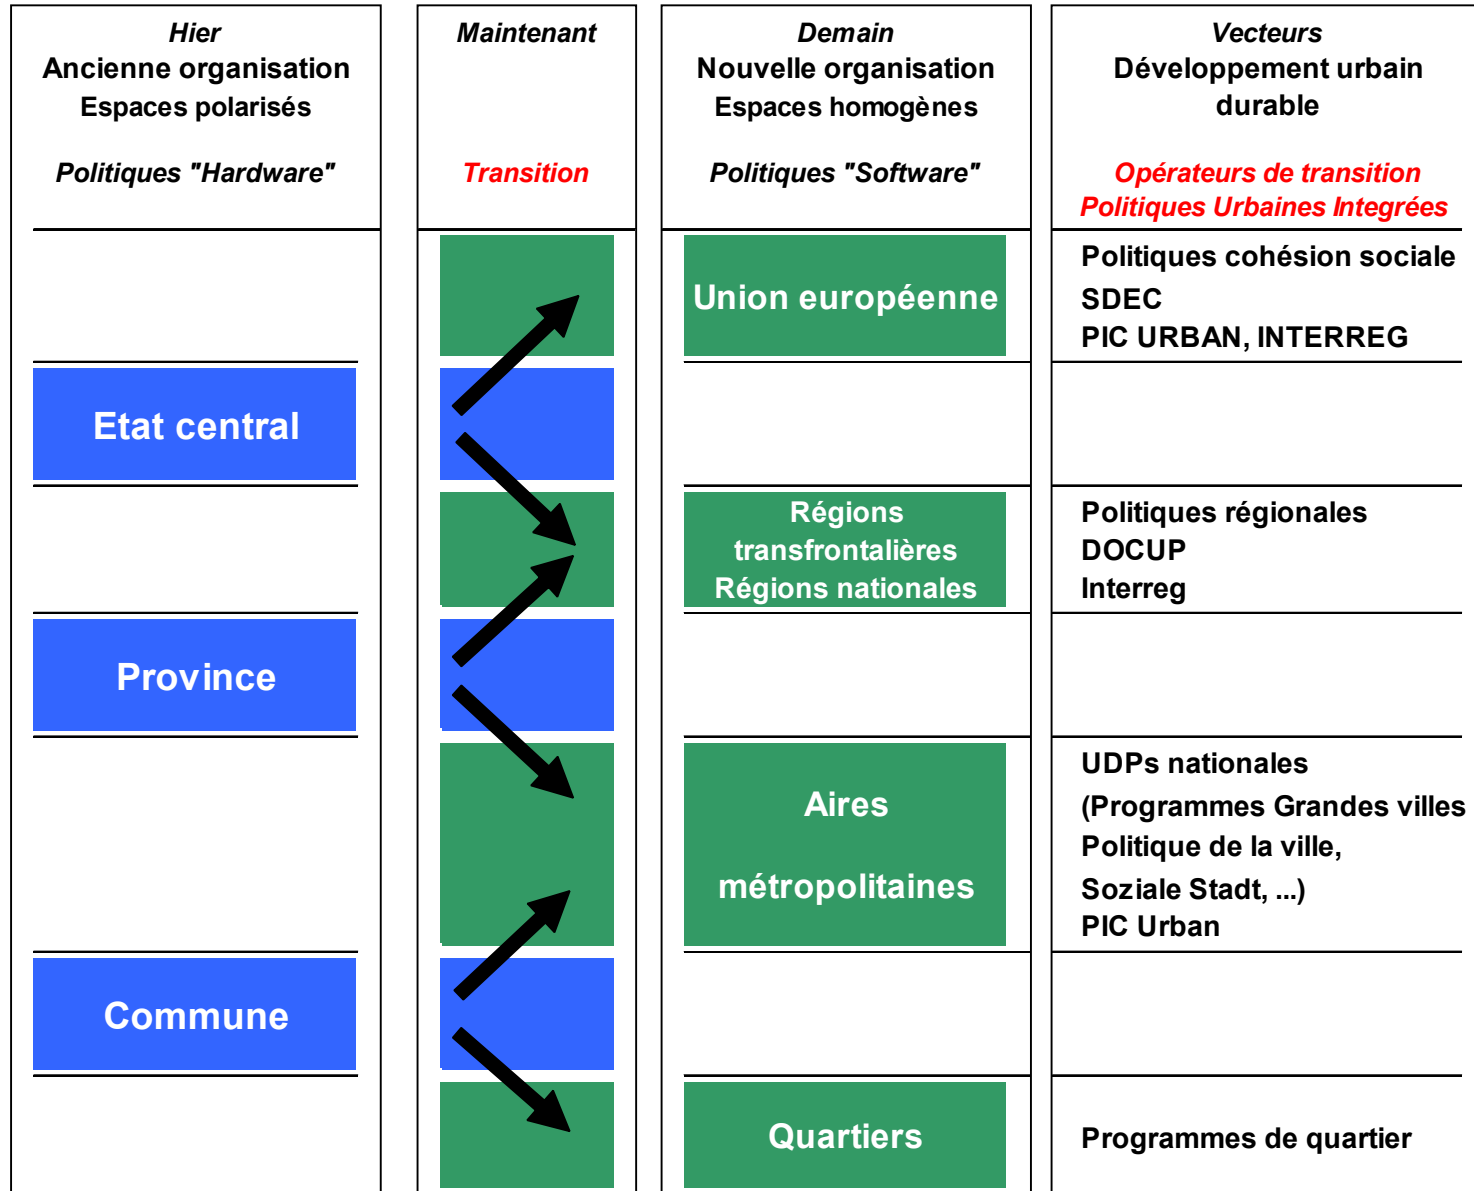 Hier
Ancienne organisation
Espaces polarisés
Politiques "Hardware"
Maintenant
Transition
Demain
Nouvelle organisation
Espaces homogènes
Politiques "Software"
Vecteurs
Développement urbain
durable
Opérateurs de transition
Politiques Urbaines Integrées
Union européenne
Politiques cohésion sociale
SDEC
PIC URBAN, INTERREG
Etat central
Régions
transfrontalières
Régions nationales
Politiques régionales
DOCUP
Interreg
Province
Aires
métropolitaines
UDPs nationales
(Programmes Grandes villes
Politique de la ville,
Soziale Stadt, ...)
PIC Urban
Commune
Quartiers
Programmes de quartier